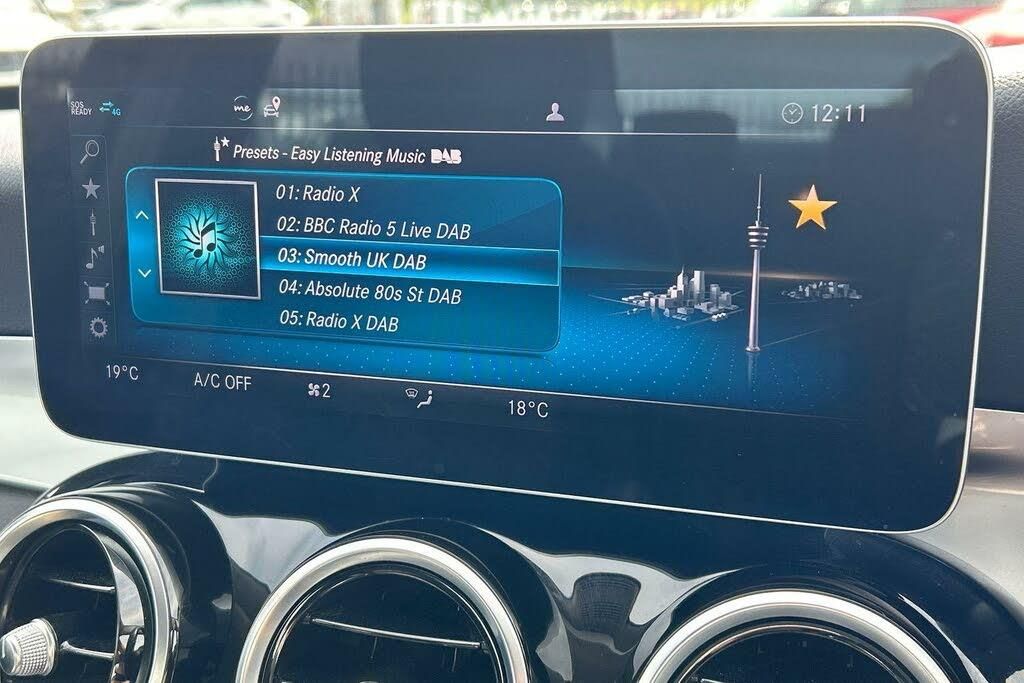 SOS
READY
4G
me
12:11
Presets - Easy Listening Music DAB
01: Radio X
02: BBC Radio 5 Live DAB
03: Smooth UK DAB
04: Absolute 80s St DAB
05: Radio X DAB
19°C
A/C OFF
2
18°C